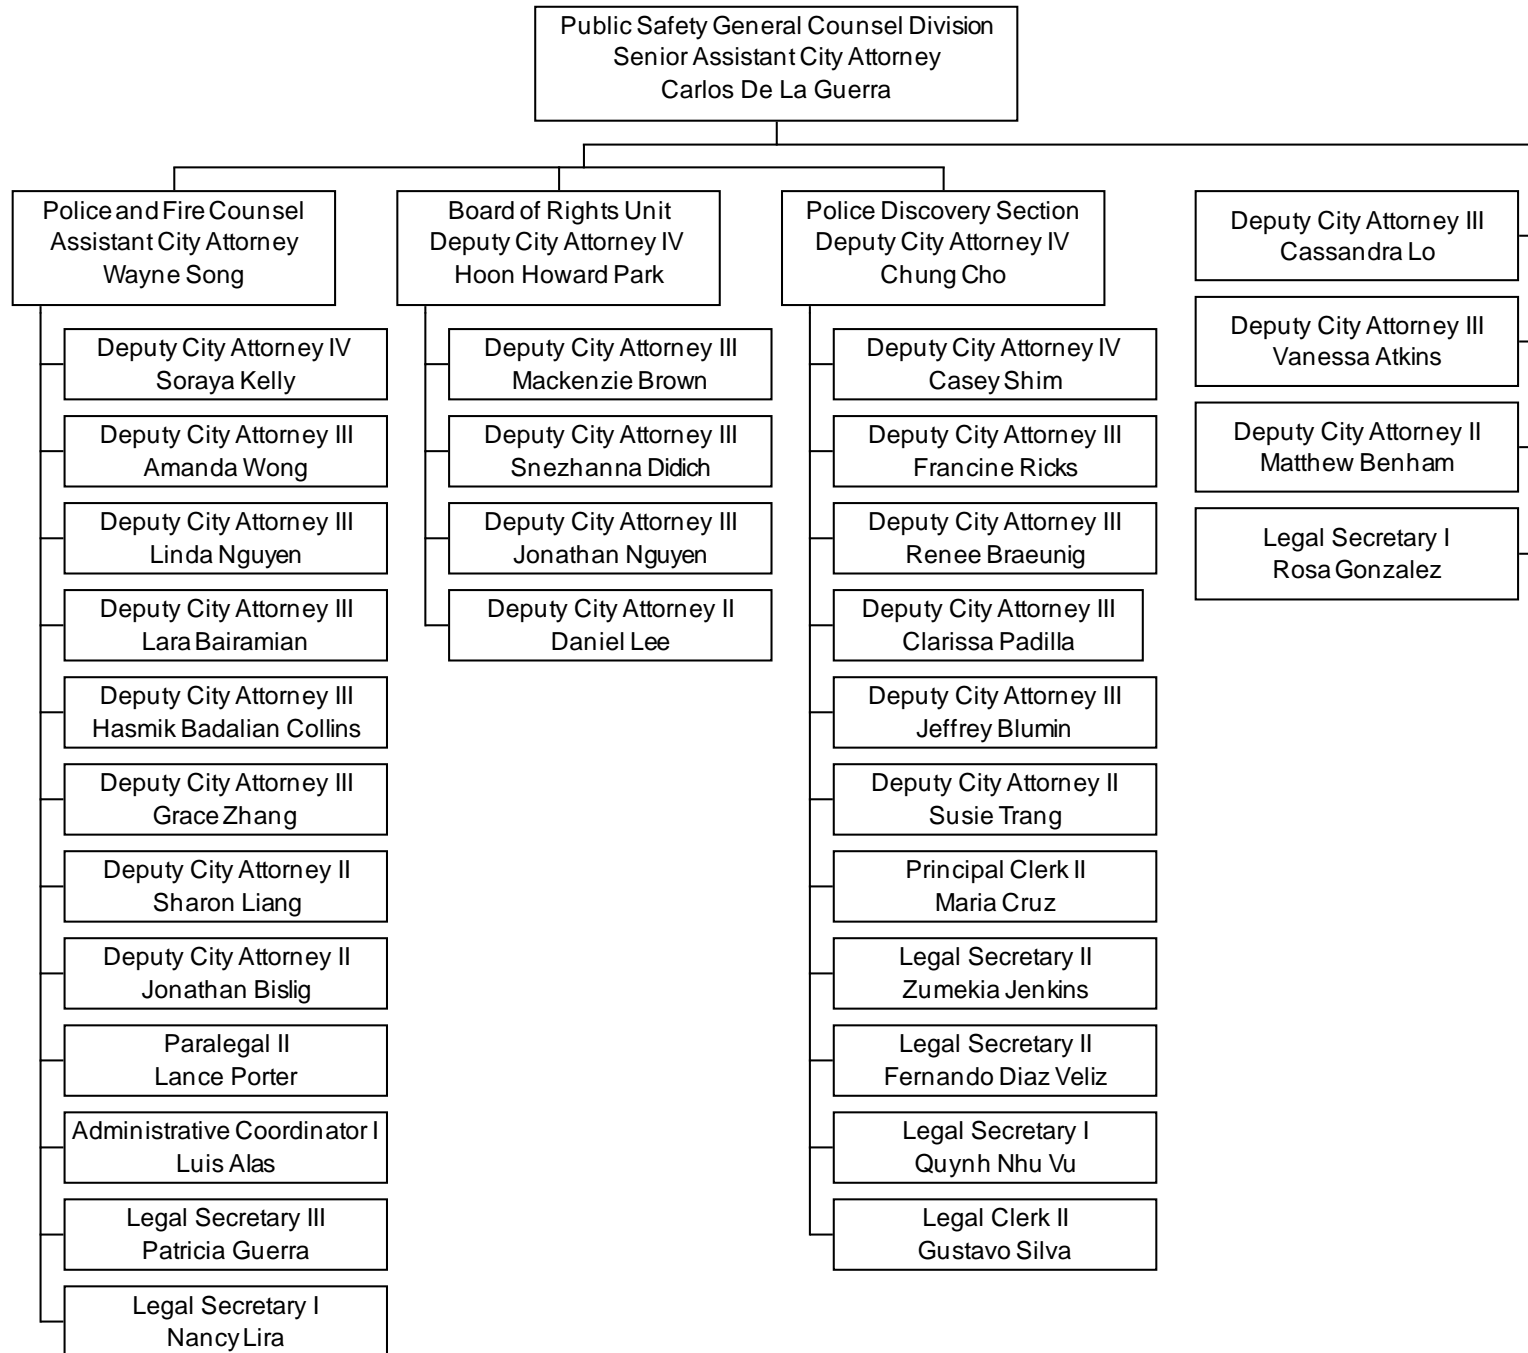 Public Safety General Counsel Division
Senior Assistant City Attorney
Carlos De La Guerra
Police and Fire Counsel
Assistant City Attorney
Wayne Song
Deputy City Attorney IV
Soraya Kelly
Deputy City Attorney III
Amanda Wong
Deputy City Attorney III
Linda Nguyen
Deputy City Attorney III
Lara Bairamian
Deputy City Attorney III
Hasmik Badalian Collins
Deputy City Attorney III
Grace Zhang
Deputy City Attorney II
Sharon Liang
Deputy City Attorney II
Jonathan Bislig
Paralegal II
Lance Porter
Administrative Coordinator I
Luis Alas
Legal Secretary III
Patricia Guerra
Legal Secretary I
Nancy Lira
Board of Rights Unit
Deputy City Attorney IV
Hoon Howard Park
Deputy City Attorney III
Mackenzie Brown
Deputy City Attorney III
Snezhanna Didich
Deputy City Attorney III
Jonathan Nguyen
Deputy City Attorney II
Daniel Lee
Police Discovery Section
Deputy City Attorney IV
Chung Cho
Deputy City Attorney IV
Casey Shim
Deputy City Attorney III
Francine Ricks
Deputy City Attorney III
Renee Braeunig
Deputy City Attorney III
Clarissa Padilla
Deputy City Attorney III
Jeffrey Blumin
Deputy City Attorney II
Susie Trang
Principal Clerk II
Maria Cruz
Legal Secretary II
Zumekia Jenkins
Legal Secretary II
Fernando Diaz Veliz
Legal Secretary I
Quynh Nhu Vu
Legal Clerk II
Gustavo Silva
Deputy City Attorney III
Cassandra Lo
Deputy City Attorney III
Vanessa Atkins
Deputy City Attorney II
Matthew Benham
Legal Secretary I
Rosa Gonzalez